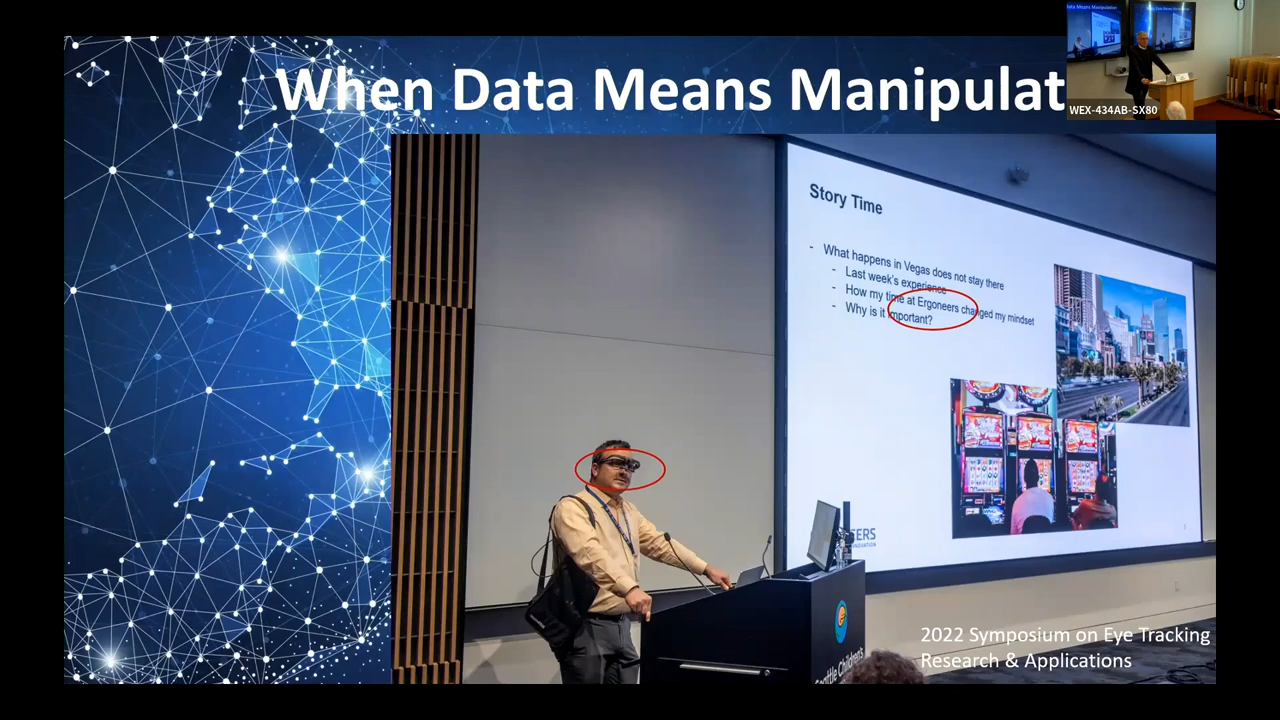 When Data Means Manipulat
WEX-434AB-SX80
Story Time
- What happens in Vegas does not stay there
- Last week's experience
- How my time at Ergoneers changed my mindset
- Why is it important?
2022 Symposium on Eye Tracking
Research & Applications